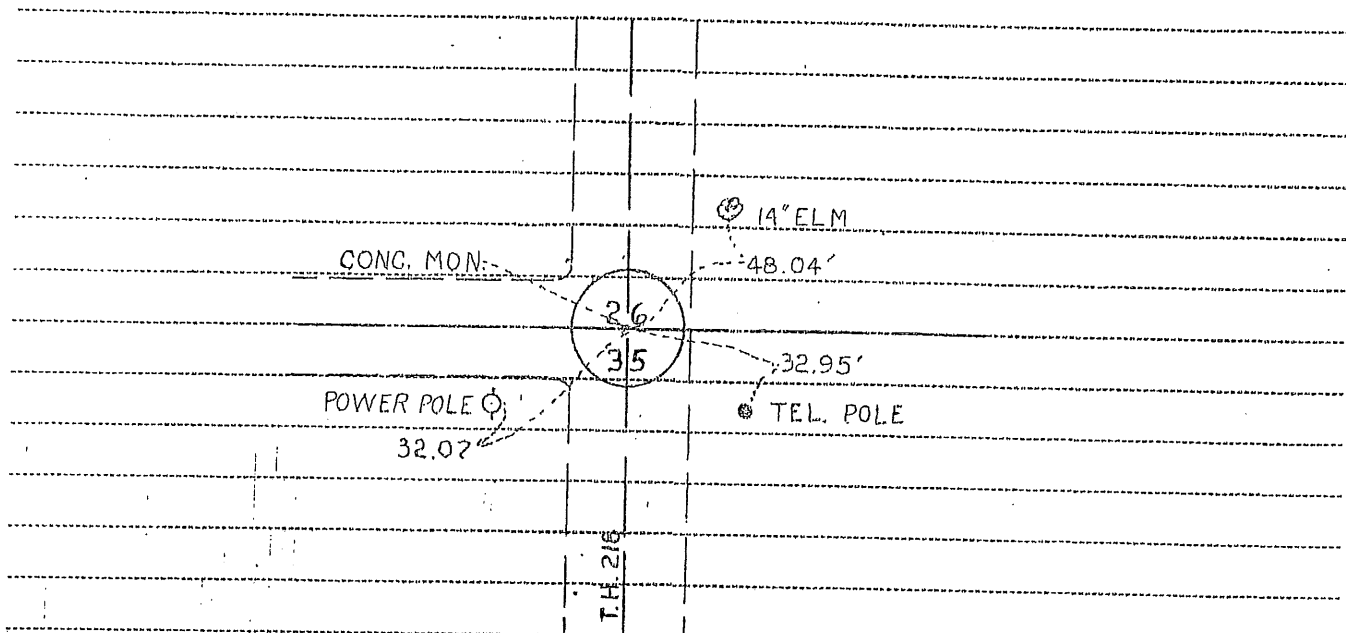 14" ELM
CONC. MON.
48.04'
26
35
32.95'
POWER POLE
TEL. POLE
32.07
T.H. 216